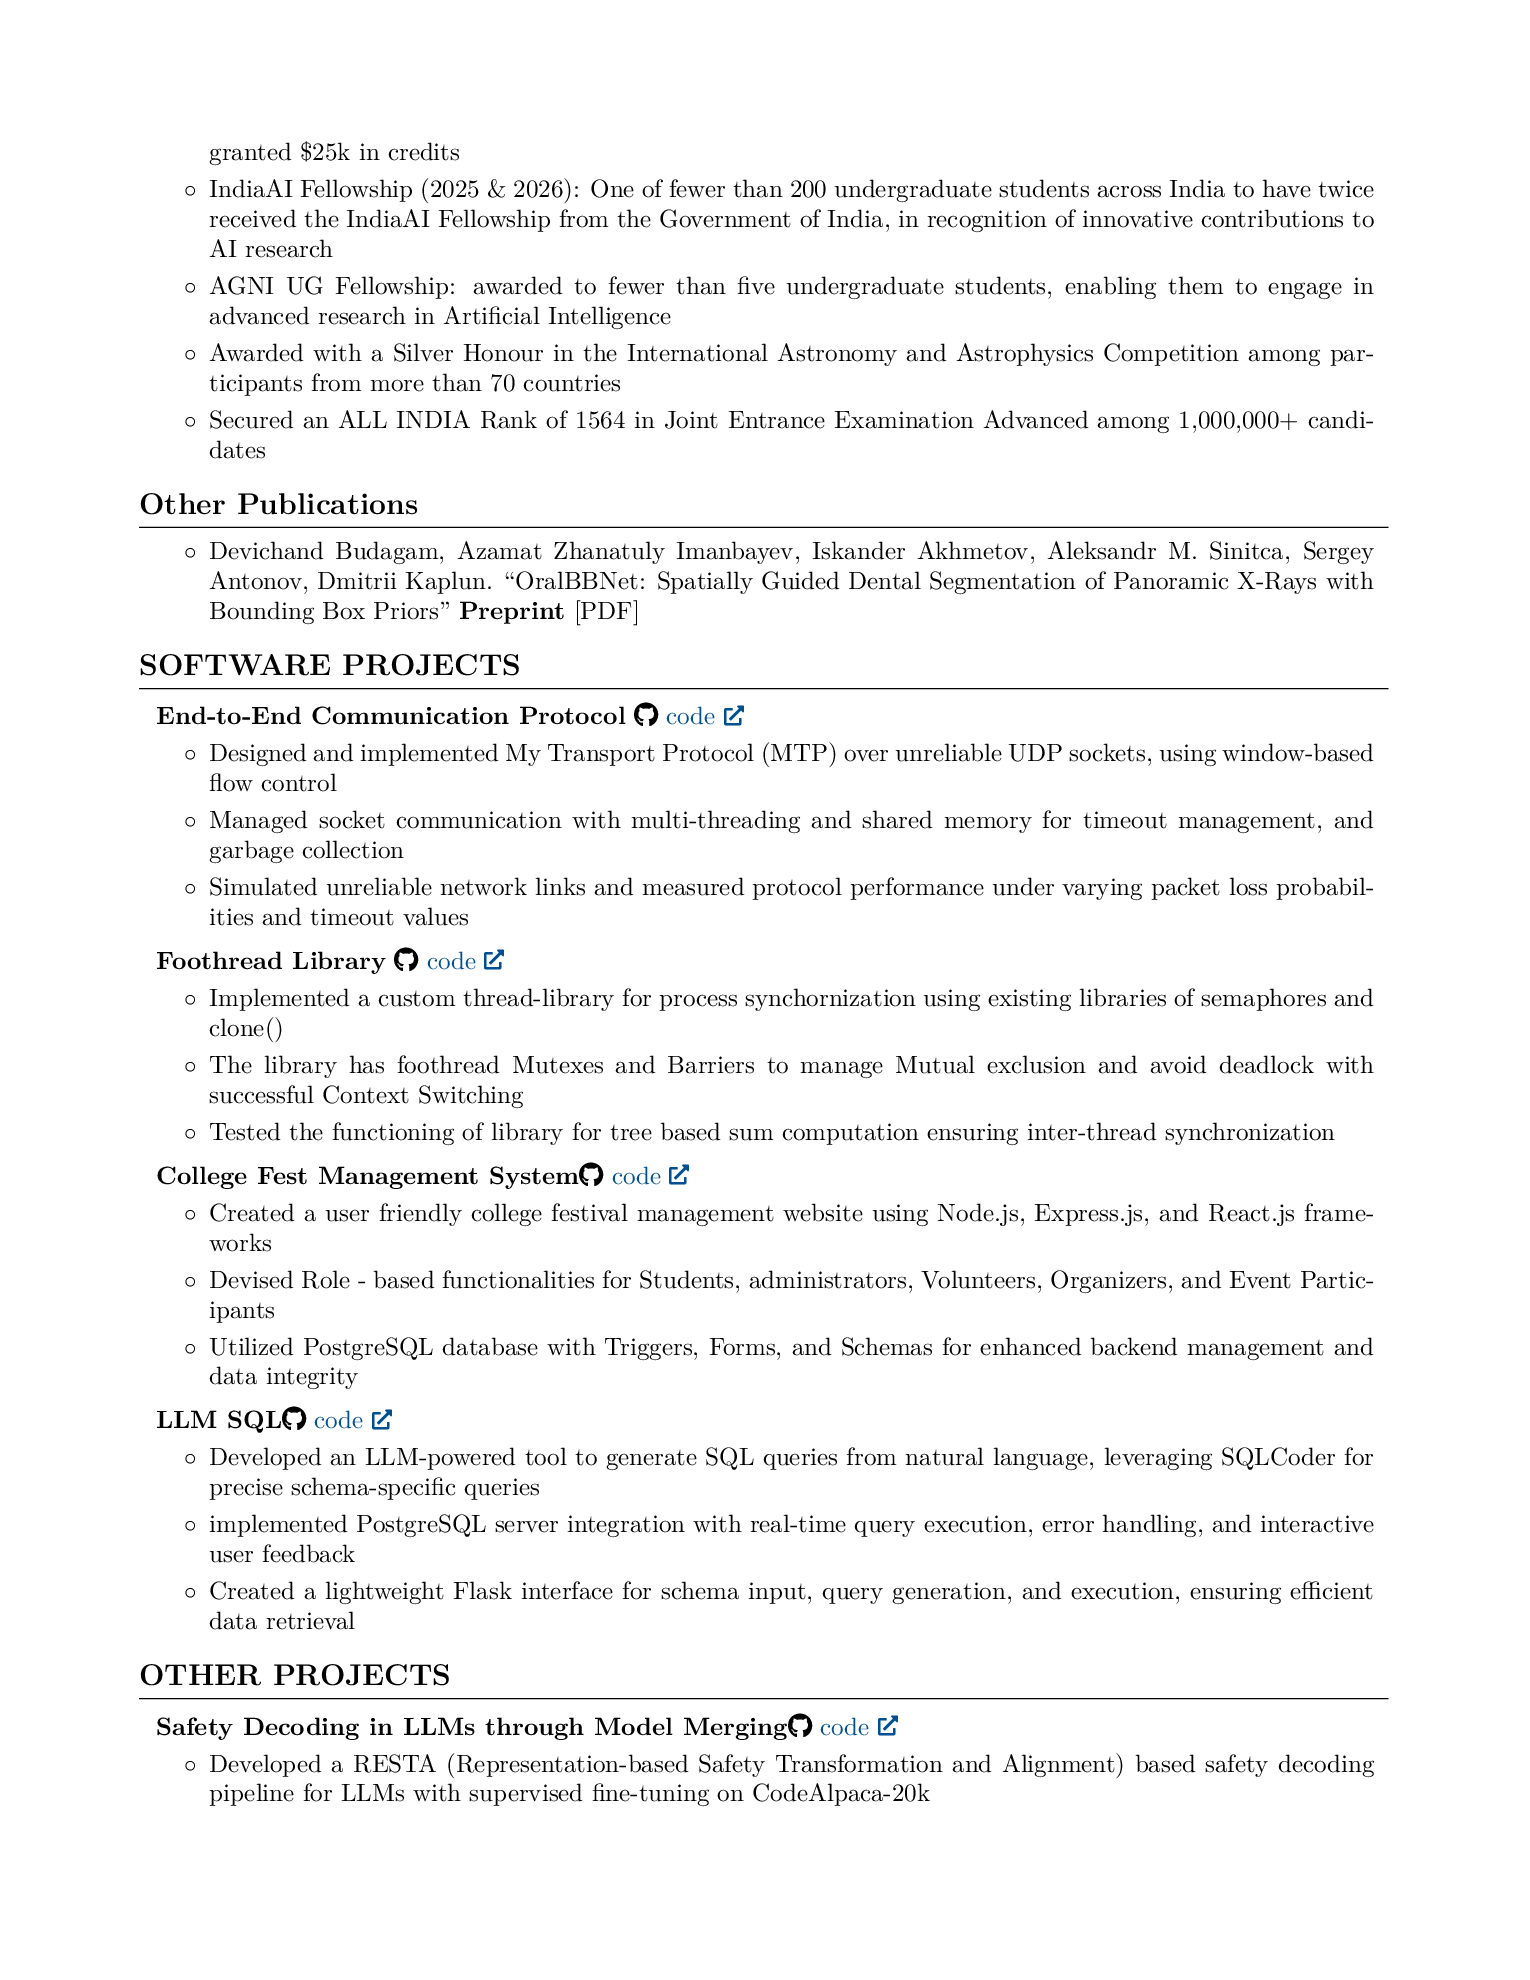 granted $25k in credits
◦ IndiaAI Fellowship (2025 & 2026): One of fewer than 200 undergraduate students across India to have twice
received the IndiaAI Fellowship from the Government of India, in recognition of innovative contributions to
AI research
◦ AGNI UG Fellowship: awarded to fewer than five undergraduate students, enabling them to engage in
advanced research in Artificial Intelligence
◦ Awarded with a Silver Honour in the International Astronomy and Astrophysics Competition among par-
ticipants from more than 70 countries
◦ Secured an ALL INDIA Rank of 1564 in Joint Entrance Examination Advanced among 1,000,000+ candi-
dates
Other Publications
◦ Devichand Budagam, Azamat Zhanatuly Imanbayev, Iskander Akhmetov, Aleksandr M. Sinitca, Sergey
Antonov, Dmitrii Kaplun. “OralBBNet: Spatially Guided Dental Segmentation of Panoramic X-Rays with
Bounding Box Priors” Preprint [PDF]
SOFTWARE PROJECTS
End-to-End Communication Protocol code
◦ Designed and implemented My Transport Protocol (MTP) over unreliable UDP sockets, using window-based
flow control
◦ Managed socket communication with multi-threading and shared memory for timeout management, and
garbage collection
◦ Simulated unreliable network links and measured protocol performance under varying packet loss probabil-
ities and timeout values
Foothread Library code
◦ Implemented a custom thread-library for process synchornization using existing libraries of semaphores and
clone()
◦ The library has foothread Mutexes and Barriers to manage Mutual exclusion and avoid deadlock with
successful Context Switching
◦ Tested the functioning of library for tree based sum computation ensuring inter-thread synchronization
College Fest Management System code
◦ Created a user friendly college festival management website using Node.js, Express.js, and React.js frame-
works
◦ Devised Role - based functionalities for Students, administrators, Volunteers, Organizers, and Event Partic-
ipants
◦ Utilized PostgreSQL database with Triggers, Forms, and Schemas for enhanced backend management and
data integrity
LLM SQL code
◦ Developed an LLM-powered tool to generate SQL queries from natural language, leveraging SQLCoder for
precise schema-specific queries
◦ implemented PostgreSQL server integration with real-time query execution, error handling, and interactive
user feedback
◦ Created a lightweight Flask interface for schema input, query generation, and execution, ensuring efficient
data retrieval
OTHER PROJECTS
Safety Decoding in LLMs through Model Merging code
◦ Developed a RESTA (Representation-based Safety Transformation and Alignment) based safety decoding
pipeline for LLMs with supervised fine-tuning on CodeAlpaca-20k